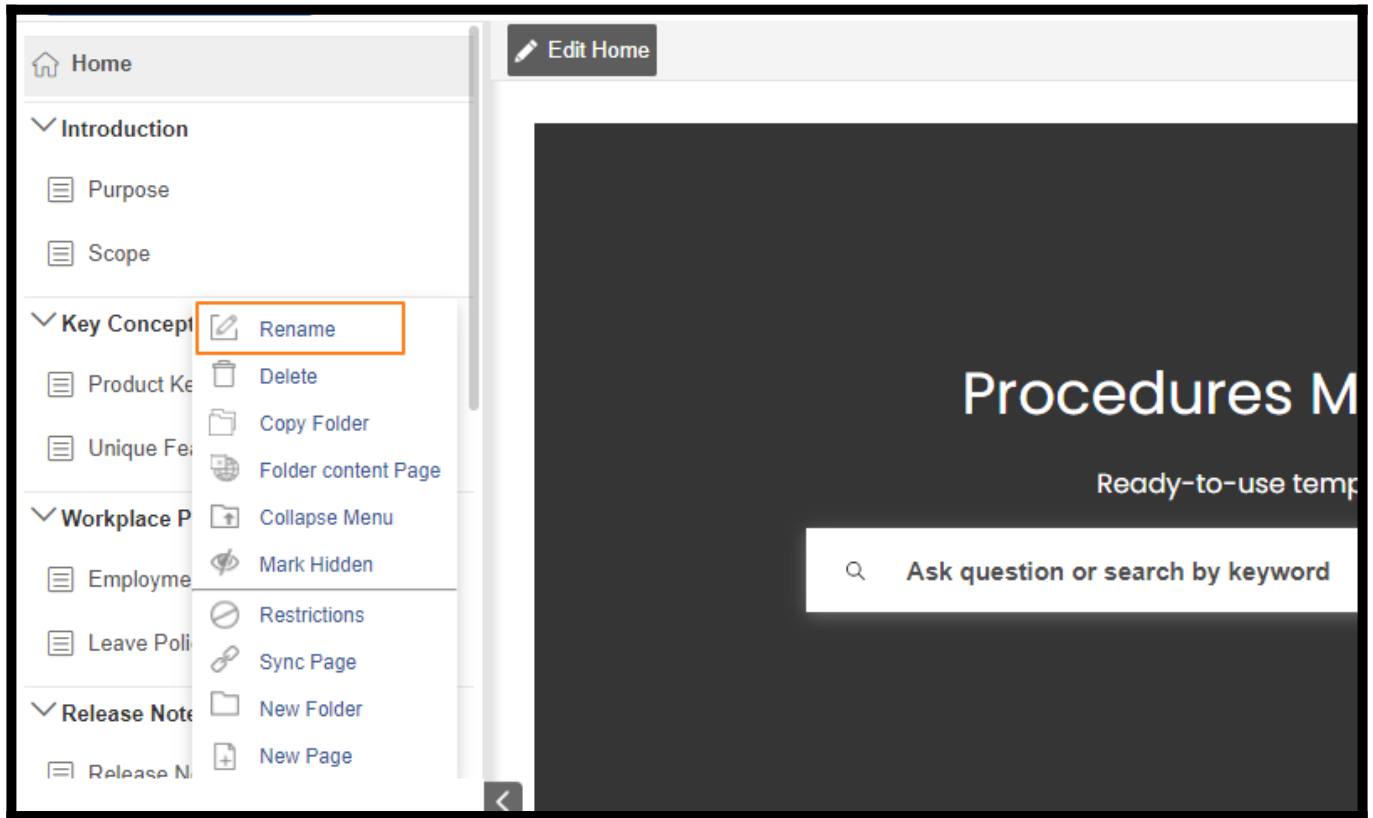 Home
Edit Home
Introduction
Purpose
Scope
Key Concept
Rename
Delete
Product Ke
Copy Folder
Unique Fea
Folder content Page
Workplace P
Collapse Menu
Mark Hidden
Employme
Restrictions
Leave Poli
Sync Page
Release Note
New Folder
New Page
Release N
Procedures M
Ready-to-use temp
Ask question or search by keyword